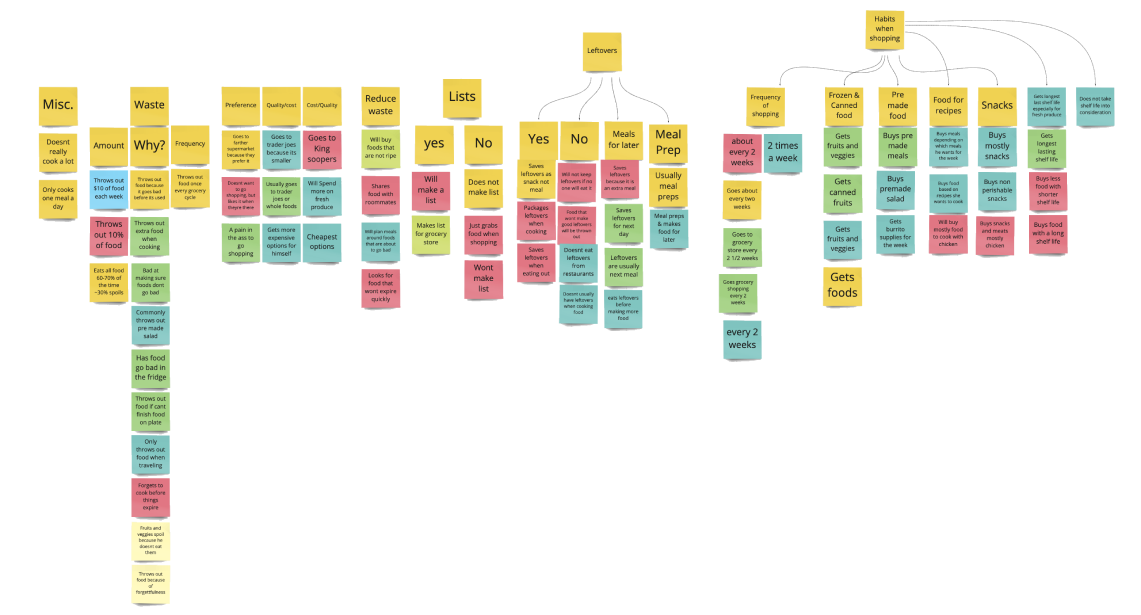 Misc.
Doesnt
really
cook a lot
Only cooks
one meal a
day
Waste
Amount
Throws out
$10 of food
each week
Throws
out 10%
of food
Eats all food
60-70% of
the time
~30% spoils
Why?
Throws out
food because
it goes bad
before its used
Throws out
extra food
when
cooking
Bad at
making sure
foods dont
go bad
Commonly
throws out
pre made
salad
Has food
go bad in
the fridge
Throws out
food if cant
finish food
on plate
Only
throws out
food when
traveling
Forgets to
cook before
things
expire
Fruits and
veggies spoil
because he
doesnt eat
them
Throws out
food because
of
forgetfulness
Frequency
Throws out
food once
every grocery
cycle
Preference
Goes to
farther
supermarket
because they
prefer it
Doesnt want to
go shopping, but
likes it when
theyre there
A pain in
the ass to
go
shopping
Quality/cost
Goes to
trader joes
because its
smaller
Usually goes
to trader
joes or
whole foods
Gets more
expensive
options for
himself
Cost/Quality
Goes to
King
soopers
Will Spend
more on
fresh
produce
Cheapest
options
Reduce
waste
Will buy
foods that
are not ripe
Shares
food with
roommates
Will plan meals
around foods
that are about to
go bad
Looks for
food that
wont expire
quickly
Lists
yes
Will
make a
list
Makes list
for grocery
store
No
Does not
make list
Just grabs
food when
shopping
Wont
make
list
Leftovers
Yes
Saves
leftovers as
snack not
meal
Packages
leftovers
when
cooking
Saves
leftovers
when
eating out
No
Will not keep
leftovers if no
one will eat it
Food that
wont make
good leftovers
will be thrown
out
Doesnt eat
leftovers
from
restaurants
Doesnt usually
have leftovers
when cooking
food
Meals
for later
Saves
leftovers
because it is
an extra meal
Saves
leftovers
for next
day
Leftovers
are usually
next meal
eats leftovers
before
making more
food
Meal
Prep
Usually
meal
preps
Meal preps
& makes
food for
later
Habits
when
shopping
Frequency
of
shopping
about
every 2
weeks
2 times
a week
Goes about
every two
weeks
Goes to
grocery
store every
2 1/2 weeks
Goes grocery
shopping
every 2
weeks
every 2
weeks
Frozen &
Canned
food
Gets
fruits and
veggies
Gets
canned
fruits
Gets
fruits and
veggies
Gets
foods
Pre
made
food
Buys pre
made
meals
Buys
premade
salad
Gets
burrito
supplies for
the week
Food for
recipes
Buys meals
depending on
which meals
he wants for
the week
Buys food
based on
recipes she
wants to cook
Will buy
mostly food
to cook with
chicken
Snacks
Buys
mostly
snacks
Buys non
perishable
snacks
Buys snacks
and meats
mostly
chicken
Gets longest
last shelf life
especially for
fresh produce
Gets
longest
lasting
shelf life
Buys less
food with
shorter
shelf life
Buys food
with a long
shelf life
Does not take
shelf life into
consideration